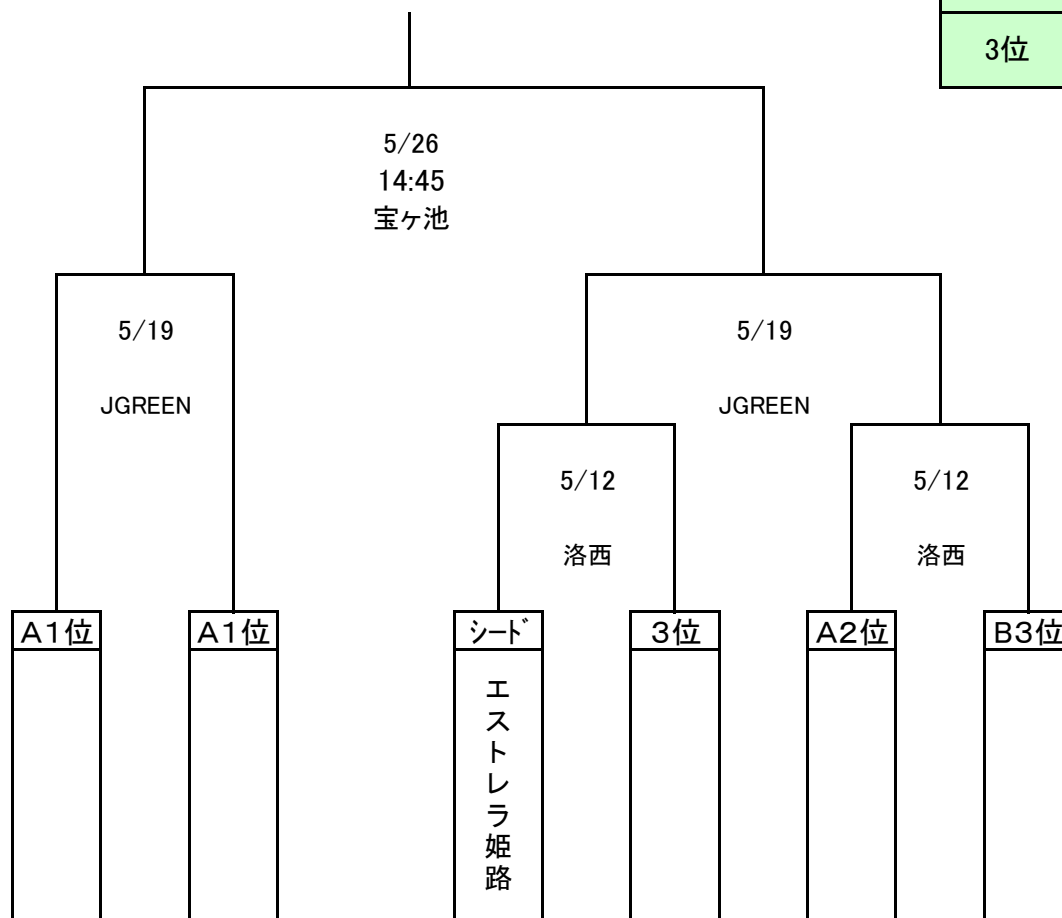 3位
5/26
14:45
宝ヶ池
5/19
5/19
JGREEN
JGREEN
5/12
5/12
洛西
洛西
A1位
A1位
シード
3位
A2位
B3位
エストレラ姫路